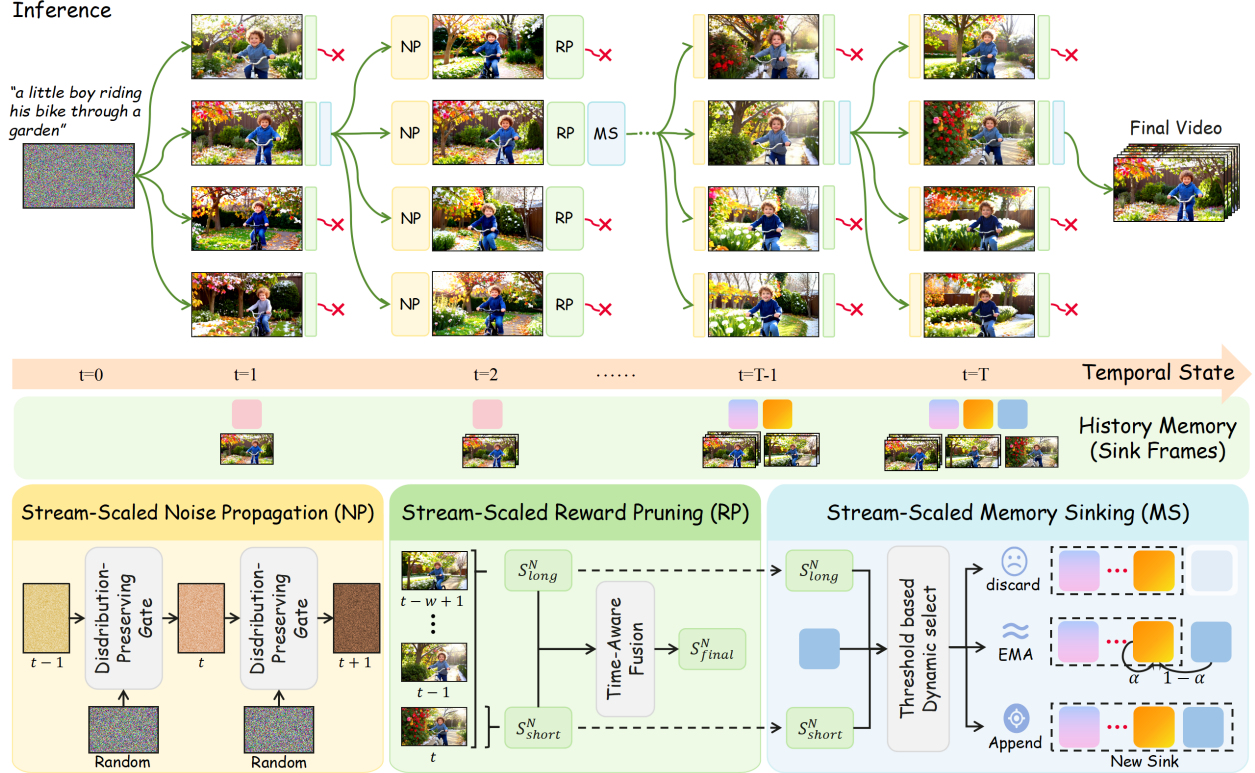 Inference
"a little boy riding
his bike through a
garden"
NP
RP
NP
RP
MS
NP
RP
NP
RP
Final Video
t=0
t=1
t=2
······
t=T-1
t=T
Temporal State
History Memory
(Sink Frames)
Stream-Scaled Noise Propagation (NP)
Disdribution-
Preserving
Gate
Disdribution-
Preserving
Gate
t − 1
t
t + 1
Random
Random
Stream-Scaled Reward Pruning (RP)
t − w + 1
t − 1
t
S^N_long
S^N_short
Time-Aware
Fusion
S^N_final
Stream-Scaled Memory Sinking (MS)
S^N_long
S^N_short
Threshold based
Dynamic select
discard
EMA
α
1 − α
Append
New Sink